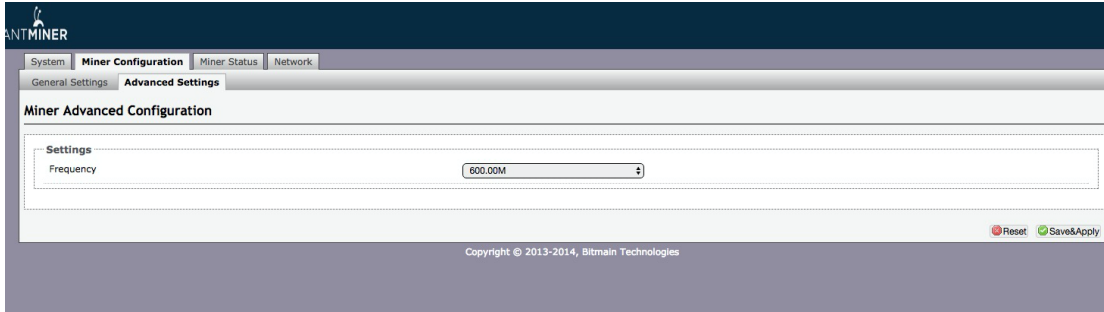 ANTMINER
System Miner Configuration Miner Status Network
General Settings Advanced Settings
Miner Advanced Configuration
Settings
Frequency 600.00M
Reset Save&Apply
Copyright © 2013-2014, Bitmain Technologies